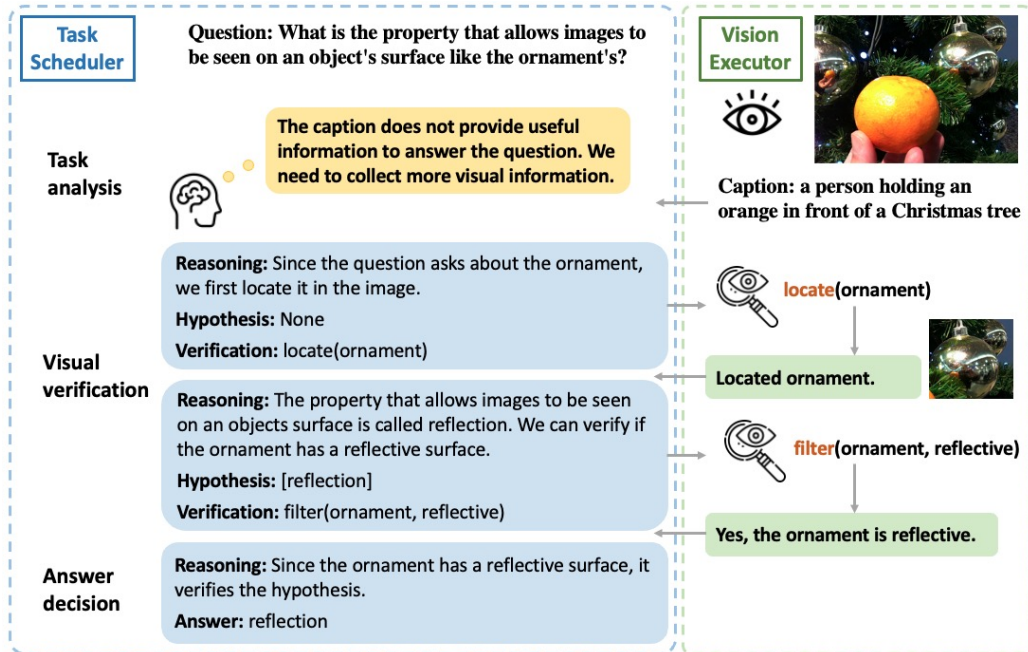 Task
Scheduler
Question: What is the property that allows images to
be seen on an object's surface like the ornament's?
Vision
Executor
Task
analysis
The caption does not provide useful
information to answer the question. We
need to collect more visual information.
Caption: a person holding an
orange in front of a Christmas tree
Visual
verification
Reasoning: Since the question asks about the ornament,
we first locate it in the image.
Hypothesis: None
Verification: locate(ornament)
locate(ornament)
Located ornament.
Reasoning: The property that allows images to be seen
on an objects surface is called reflection. We can verify if
the ornament has a reflective surface.
Hypothesis: [reflection]
Verification: filter(ornament, reflective)
filter(ornament, reflective)
Yes, the ornament is reflective.
Answer
decision
Reasoning: Since the ornament has a reflective surface, it
verifies the hypothesis.
Answer: reflection